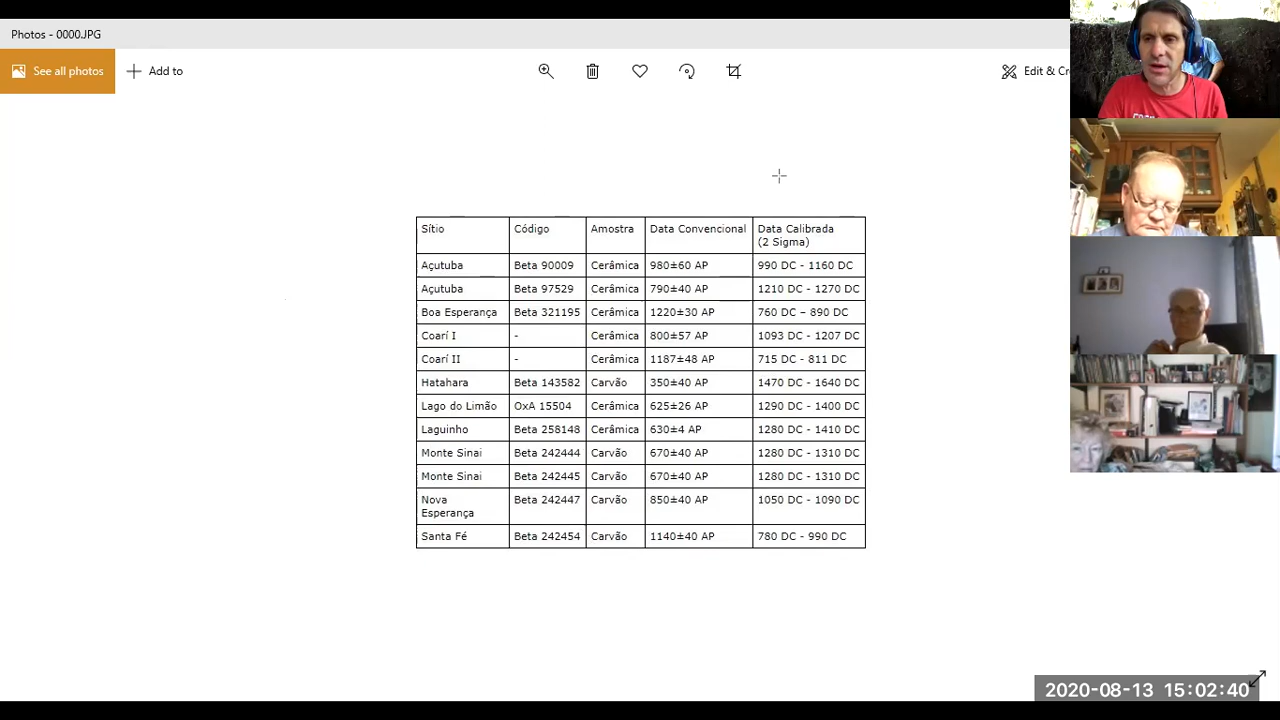 Photos - 0000.JPG
See all photos
Add to
Edit & Cr
Sítio Código Amostra Data Convencional Data Calibrada
(2 Sigma)
Açutuba Beta 90009 Cerâmica 980±60 AP 990 DC - 1160 DC
Açutuba Beta 97529 Cerâmica 790±40 AP 1210 DC - 1270 DC
Boa Esperança Beta 321195 Cerâmica 1220±30 AP 760 DC – 890 DC
Coarí I - Cerâmica 800±57 AP 1093 DC - 1207 DC
Coarí II - Cerâmica 1187±48 AP 715 DC - 811 DC
Hatahara Beta 143582 Carvão 350±40 AP 1470 DC - 1640 DC
Lago do Limão OxA 15504 Cerâmica 625±26 AP 1290 DC - 1400 DC
Laguinho Beta 258148 Cerâmica 630±4 AP 1280 DC - 1410 DC
Monte Sinai Beta 242444 Carvão 670±40 AP 1280 DC - 1310 DC
Monte Sinai Beta 242445 Carvão 670±40 AP 1280 DC - 1310 DC
Nova Beta 242447 Carvão 850±40 AP 1050 DC - 1090 DC
Esperança
Santa Fé Beta 242454 Carvão 1140±40 AP 780 DC - 990 DC
2020-08-13 15:02:40